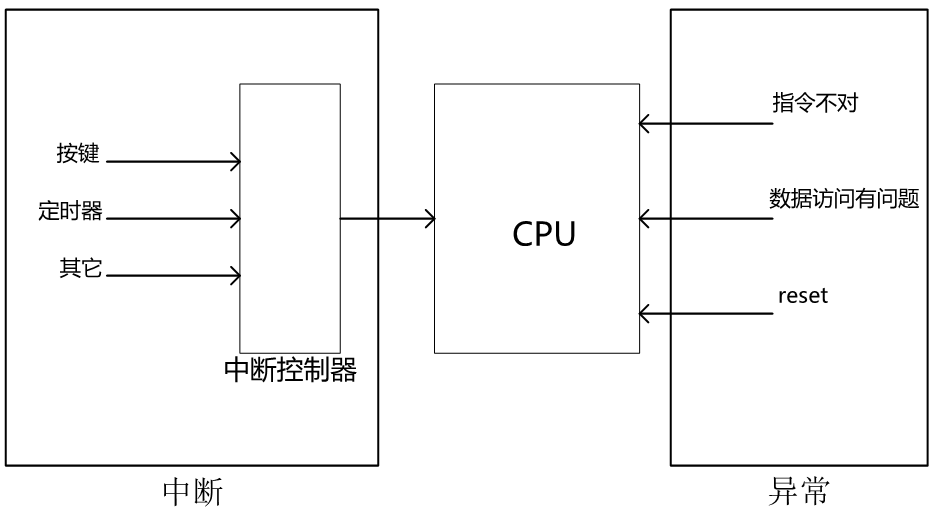 按键
定时器
其它
中断控制器
中断
CPU
指令不对
数据访问有问题
reset
异常